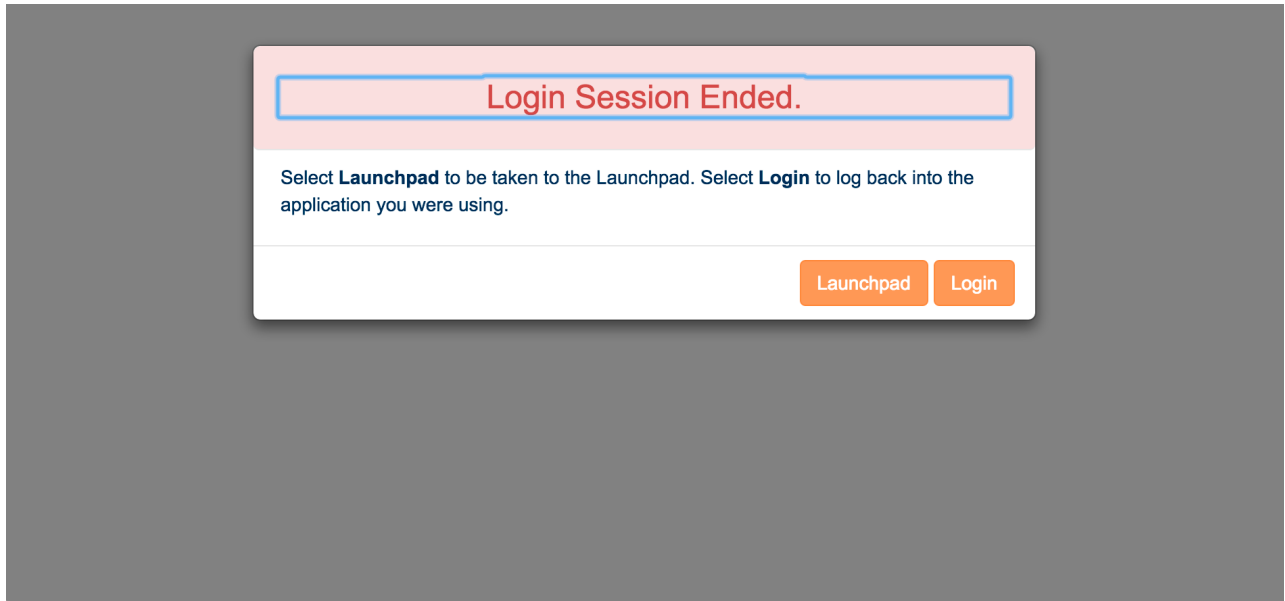 Login Session Ended.
Select Launchpad to be taken to the Launchpad. Select Login to log back into the
application you were using.
Launchpad Login